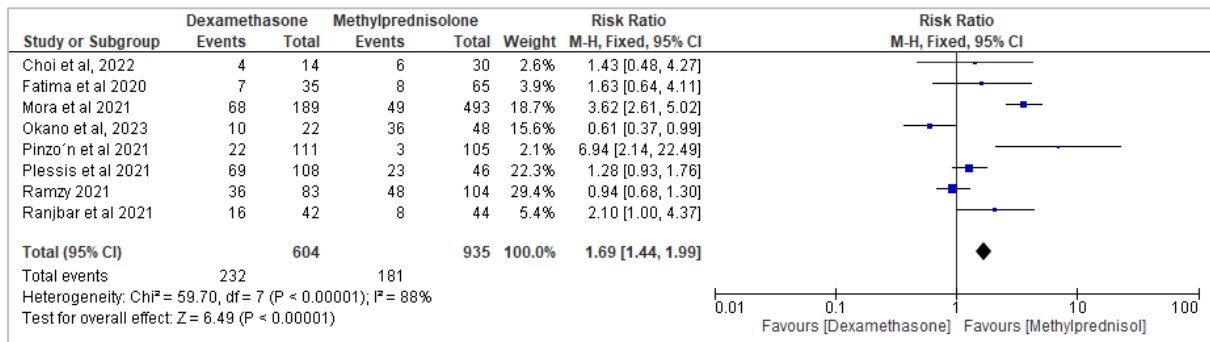 Dexamethasone Methylprednisolone Risk Ratio Risk Ratio
Study or Subgroup Events Total Events Total Weight M-H, Fixed, 95% CI M-H, Fixed, 95% CI
Choi et al, 2022 4 14 6 30 2.6% 1.43 [0.48, 4.27]
Fatima et al 2020 7 35 8 65 3.9% 1.63 [0.64, 4.11]
Mora et al 2021 68 189 49 493 18.7% 3.62 [2.61, 5.02]
Okano et al, 2023 10 22 36 48 15.6% 0.61 [0.37, 0.99]
Pinzo´n et al 2021 22 111 3 105 2.1% 6.94 [2.14, 22.49]
Plessis et al 2021 69 108 23 46 22.3% 1.28 [0.93, 1.76]
Ramzy 2021 36 83 48 104 29.4% 0.94 [0.68, 1.30]
Ranjbar et al 2021 16 42 8 44 5.4% 2.10 [1.00, 4.37]
Total (95% CI) 604 935 100.0% 1.69 [1.44, 1.99]
Total events 232 181
Heterogeneity: Chi² = 59.70, df = 7 (P < 0.00001); I² = 88%
Test for overall effect: Z = 6.49 (P < 0.00001)
0.01 0.1 1 10 100
Favours [Dexamethasone] Favours [Methylprednisol]